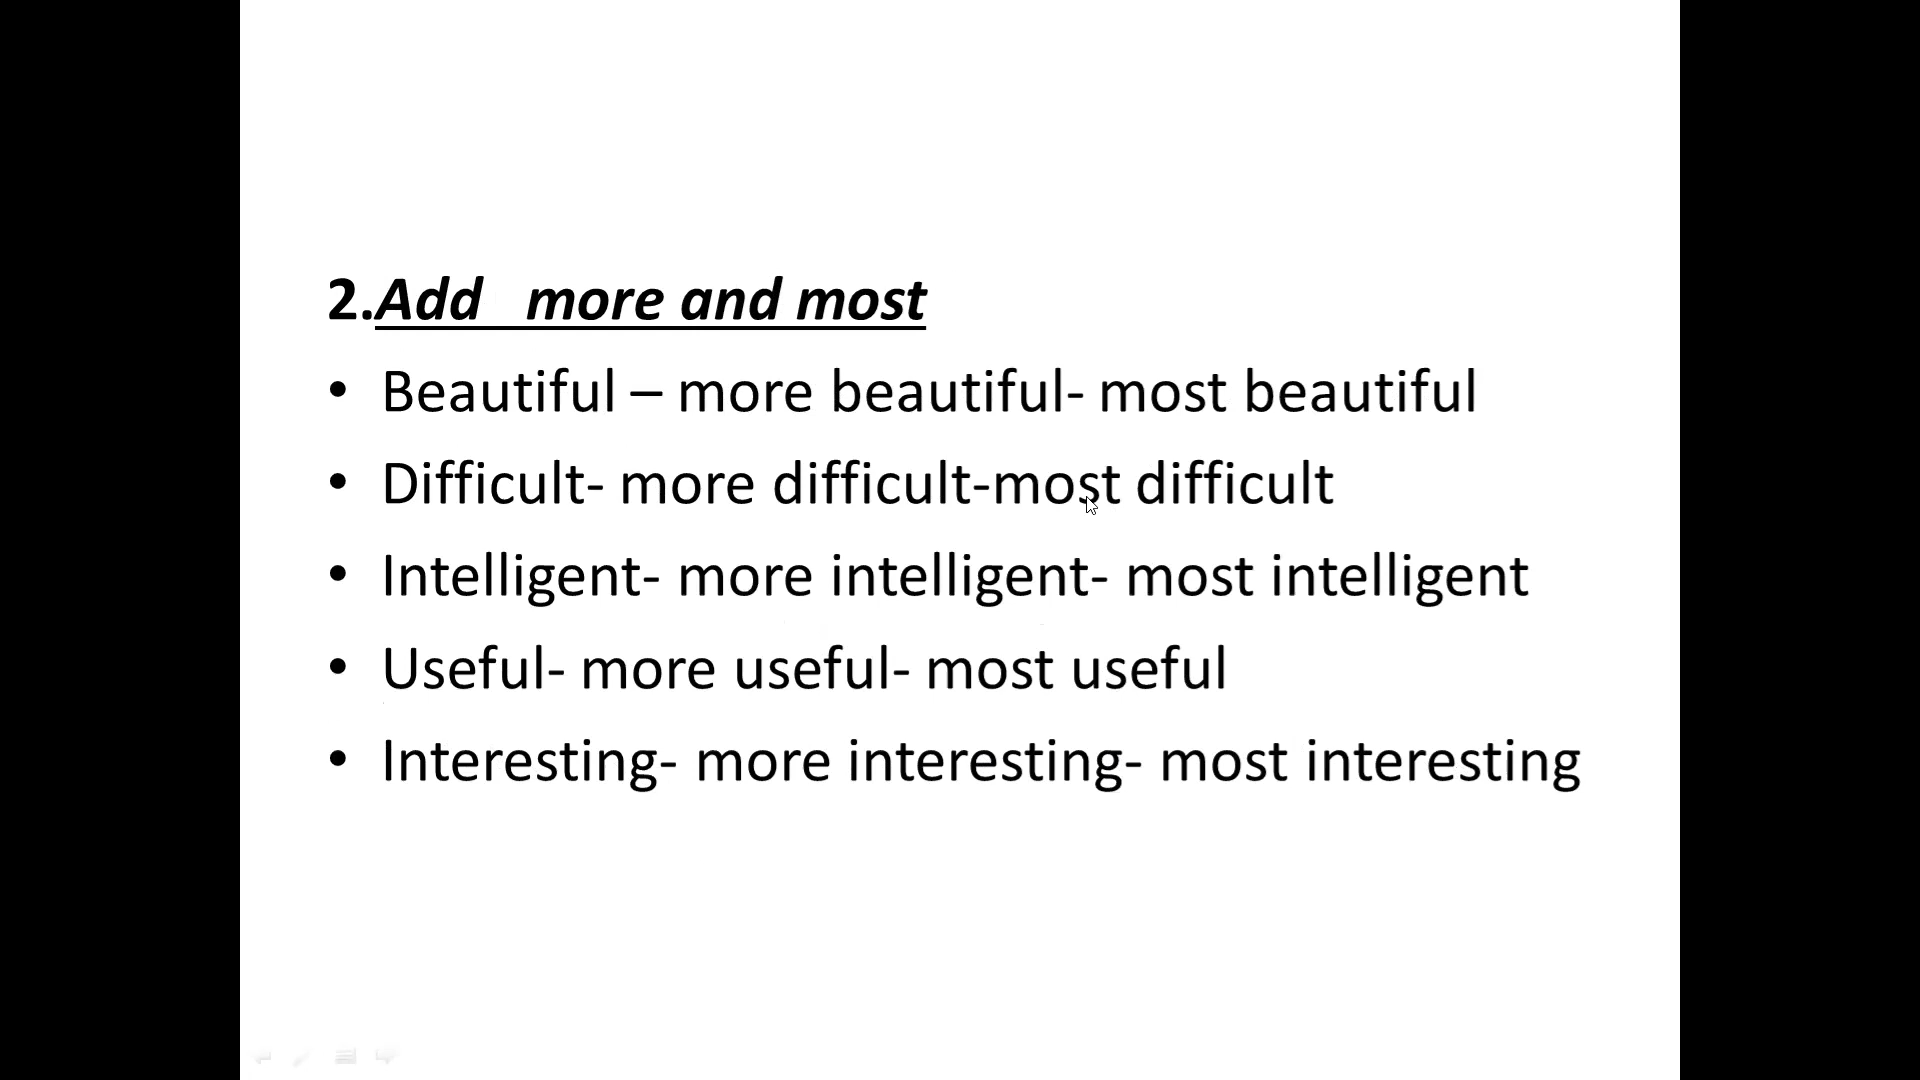 2.Add more and most
• Beautiful – more beautiful- most beautiful
• Difficult- more difficult-most difficult
• Intelligent- more intelligent- most intelligent
• Useful- more useful- most useful
• Interesting- more interesting- most interesting